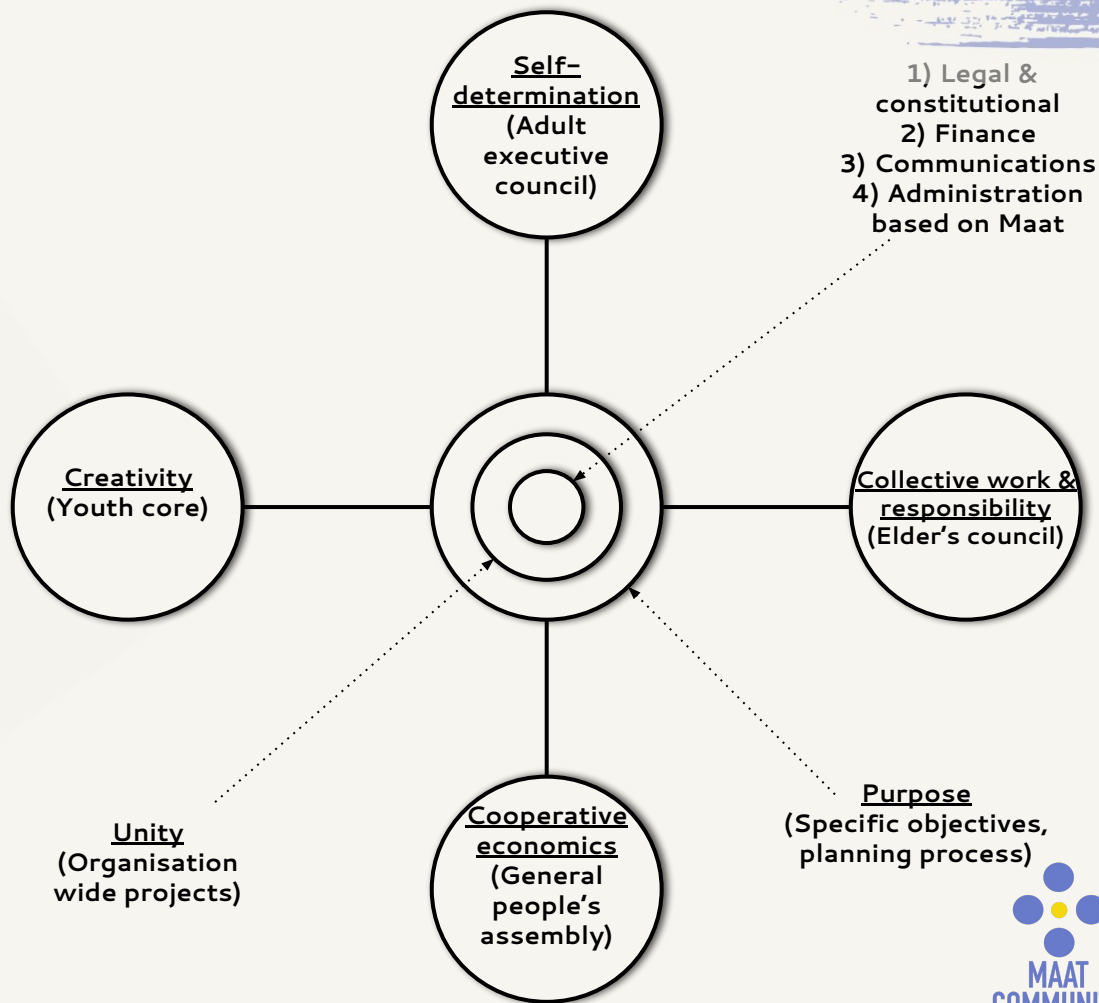 Self-
determination
(Adult
executive
council)
1) Legal &
constitutional
2) Finance
3) Communications
4) Administration
based on Maat
Creativity
(Youth core)
Collective work &
responsibility
(Elder's council)
Unity
(Organisation
wide projects)
Cooperative
economics
(General
people's
assembly)
Purpose
(Specific objectives,
planning process)
MAAT